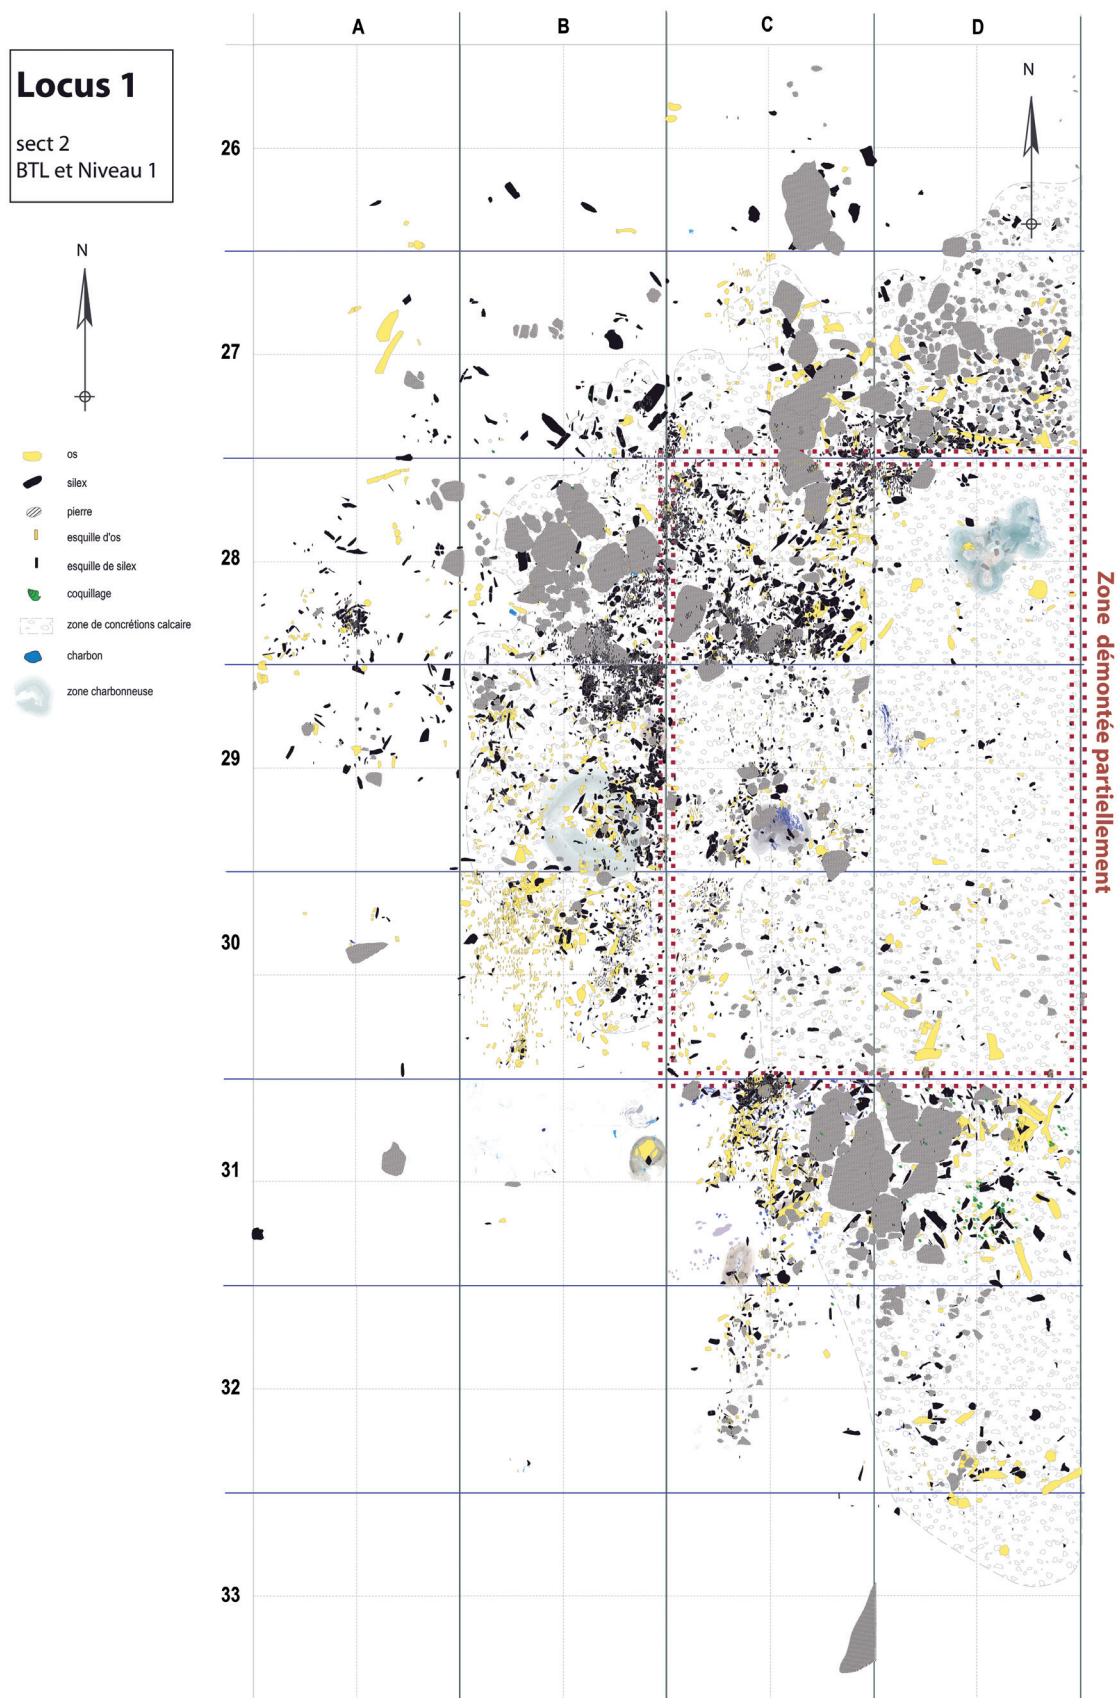 A B C D
Locus 1
sect 2
BTL et Niveau 1
N
N
26
27
28
29
30
31
32
33
os
silex
pierre
esquille d'os
esquille de silex
coquillage
zone de concrétions calcaire
charbon
zone charbonneuse
Zone démontée partiellement